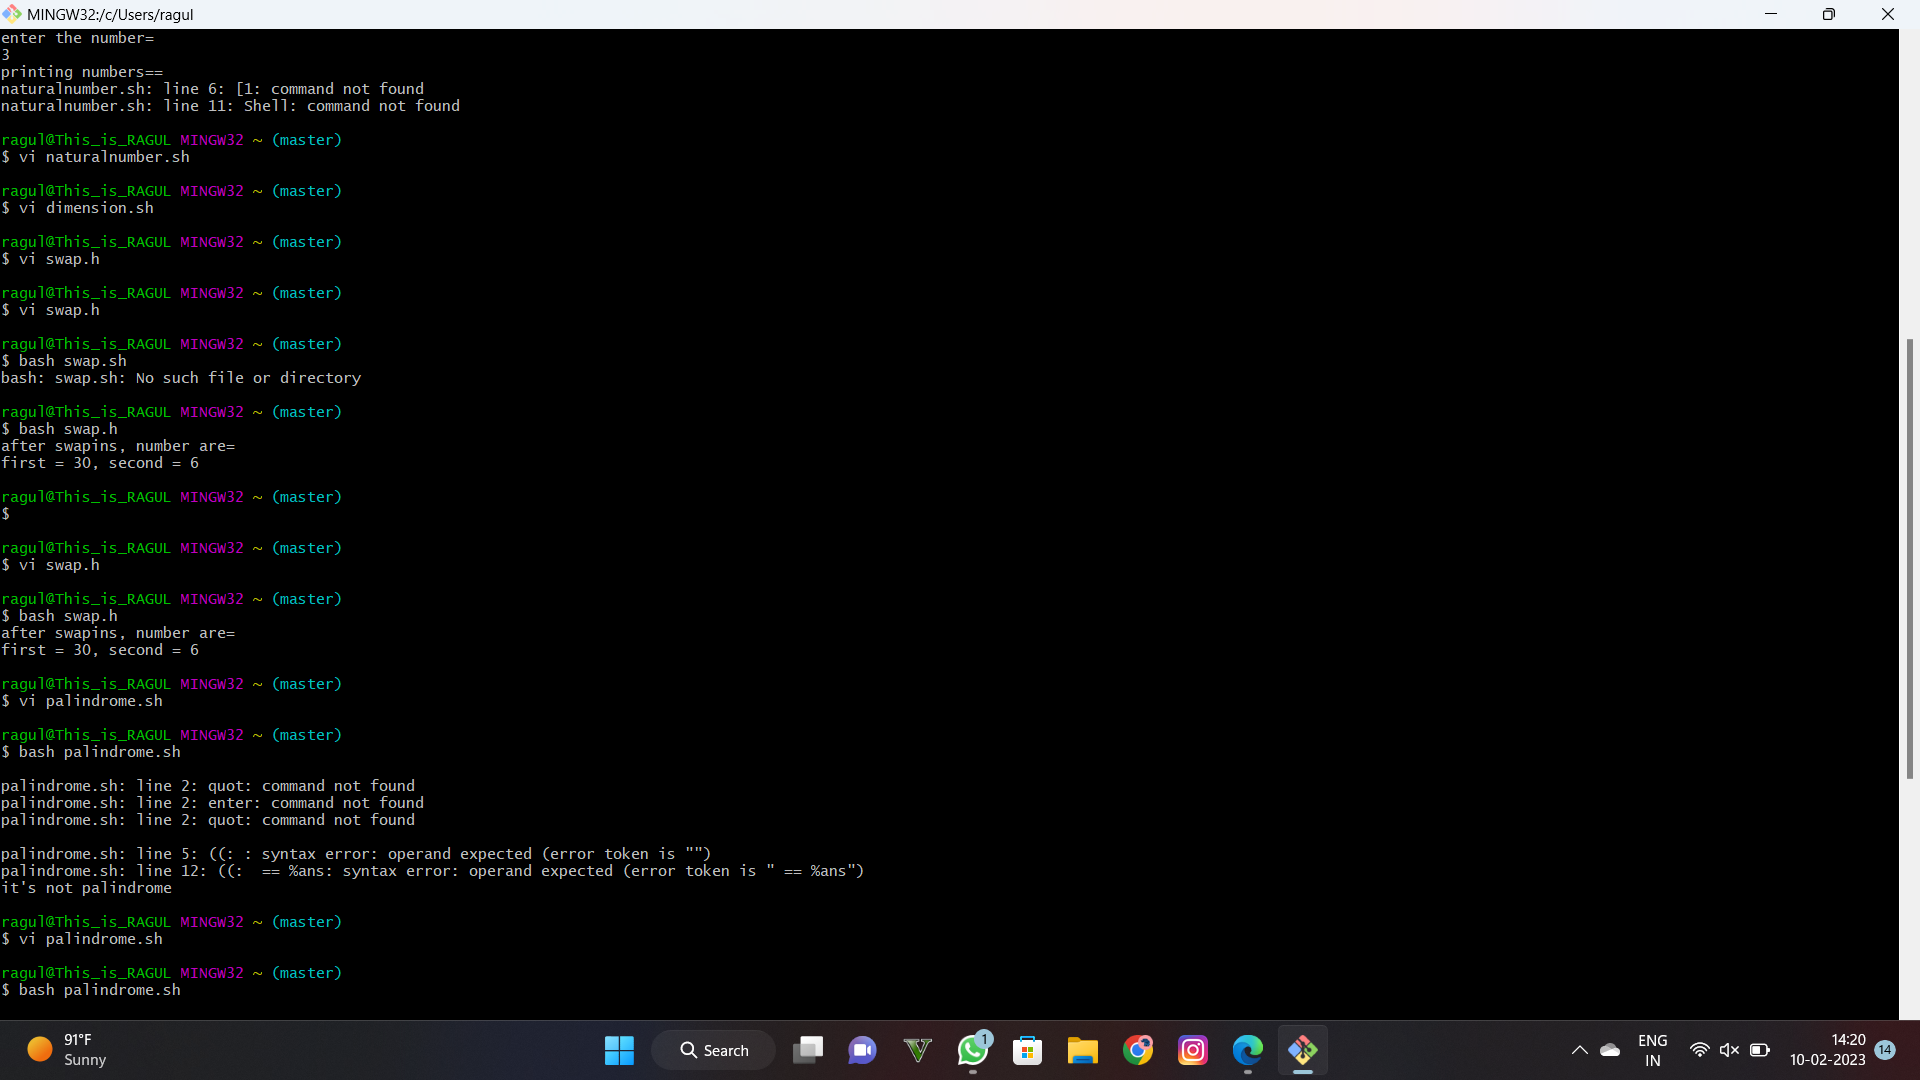 MINGW32:/c/Users/ragul
enter the number=
3
printing numbers==
naturalnumber.sh: line 6: [1: command not found
naturalnumber.sh: line 11: Shell: command not found
ragul@This_is_RAGUL MINGW32 ~ (master)
$ vi naturalnumber.sh
ragul@This_is_RAGUL MINGW32 ~ (master)
$ vi dimension.sh
ragul@This_is_RAGUL MINGW32 ~ (master)
$ vi swap.h
ragul@This_is_RAGUL MINGW32 ~ (master)
$ vi swap.h
ragul@This_is_RAGUL MINGW32 ~ (master)
$ bash swap.sh
bash: swap.sh: No such file or directory
ragul@This_is_RAGUL MINGW32 ~ (master)
$ bash swap.h
after swapins, number are=
first = 30, second = 6
ragul@This_is_RAGUL MINGW32 ~ (master)
$
ragul@This_is_RAGUL MINGW32 ~ (master)
$ vi swap.h
ragul@This_is_RAGUL MINGW32 ~ (master)
$ bash swap.h
after swapins, number are=
first = 30, second = 6
ragul@This_is_RAGUL MINGW32 ~ (master)
$ vi palindrome.sh
ragul@This_is_RAGUL MINGW32 ~ (master)
$ bash palindrome.sh
palindrome.sh: line 2: quot: command not found
palindrome.sh: line 2: enter: command not found
palindrome.sh: line 2: quot: command not found
palindrome.sh: line 5: ((: : syntax error: operand expected (error token is "")
palindrome.sh: line 12: ((:  == %ans: syntax error: operand expected (error token is " == %ans")
it's not palindrome
ragul@This_is_RAGUL MINGW32 ~ (master)
$ vi palindrome.sh
ragul@This_is_RAGUL MINGW32 ~ (master)
$ bash palindrome.sh
91°F
Sunny
Search
1
ENG
IN
14:20
10-02-2023
14